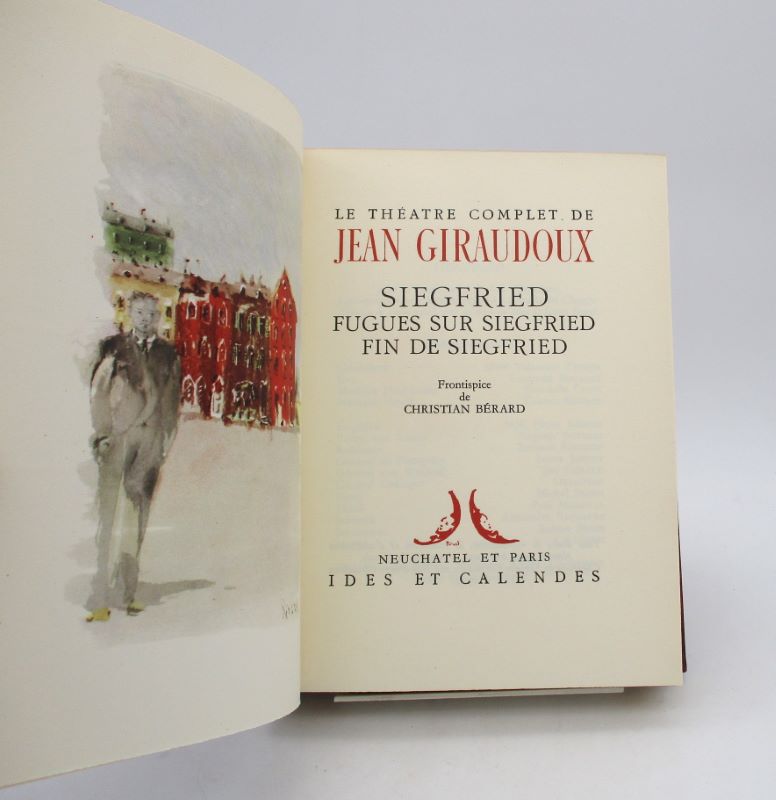 LE THÉATRE COMPLET DE
JEAN GIRAUDOUX
SIEGFRIED
FUGUES SUR SIEGFRIED
FIN DE SIEGFRIED
Frontispice
de
CHRISTIAN BÉRARD
NEUCHATEL ET PARIS
IDES ET CALENDES